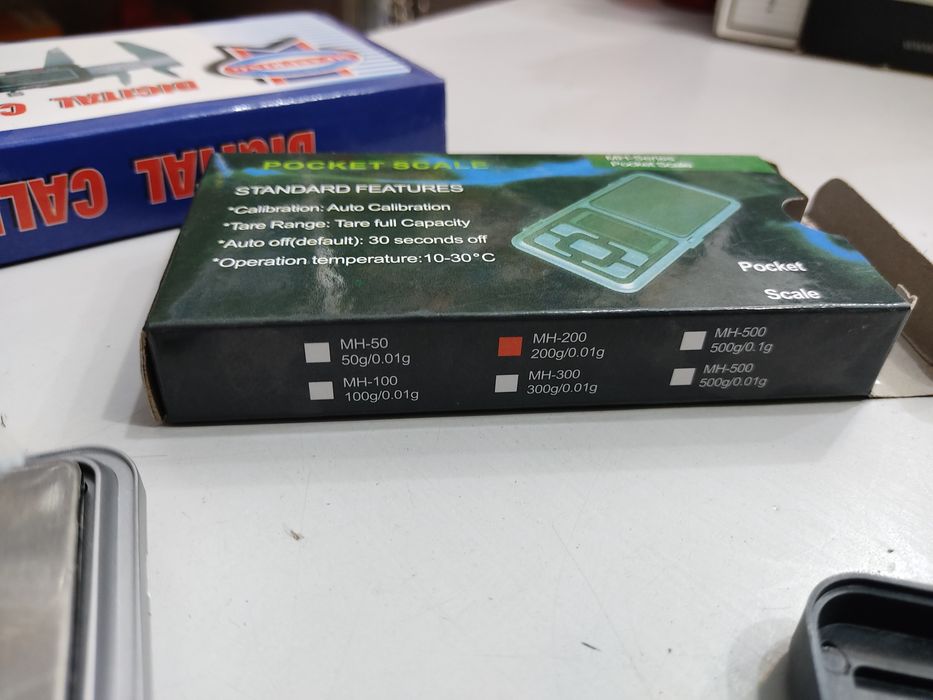 DIGITAL
DIGITAL CAL
POCKET SCALE
MH-Series
Pocket Scale
STANDARD FEATURES
*Calibration: Auto Calibration
*Tare Range: Tare full Capacity
*Auto off(default): 30 seconds off
*Operation temperature:10-30°C
Pocket
Scale
MH-50
50g/0.01g
MH-200
200g/0.01g
MH-500
500g/0.1g
MH-100
100g/0.01g
MH-300
300g/0.01g
MH-500
500g/0.01g